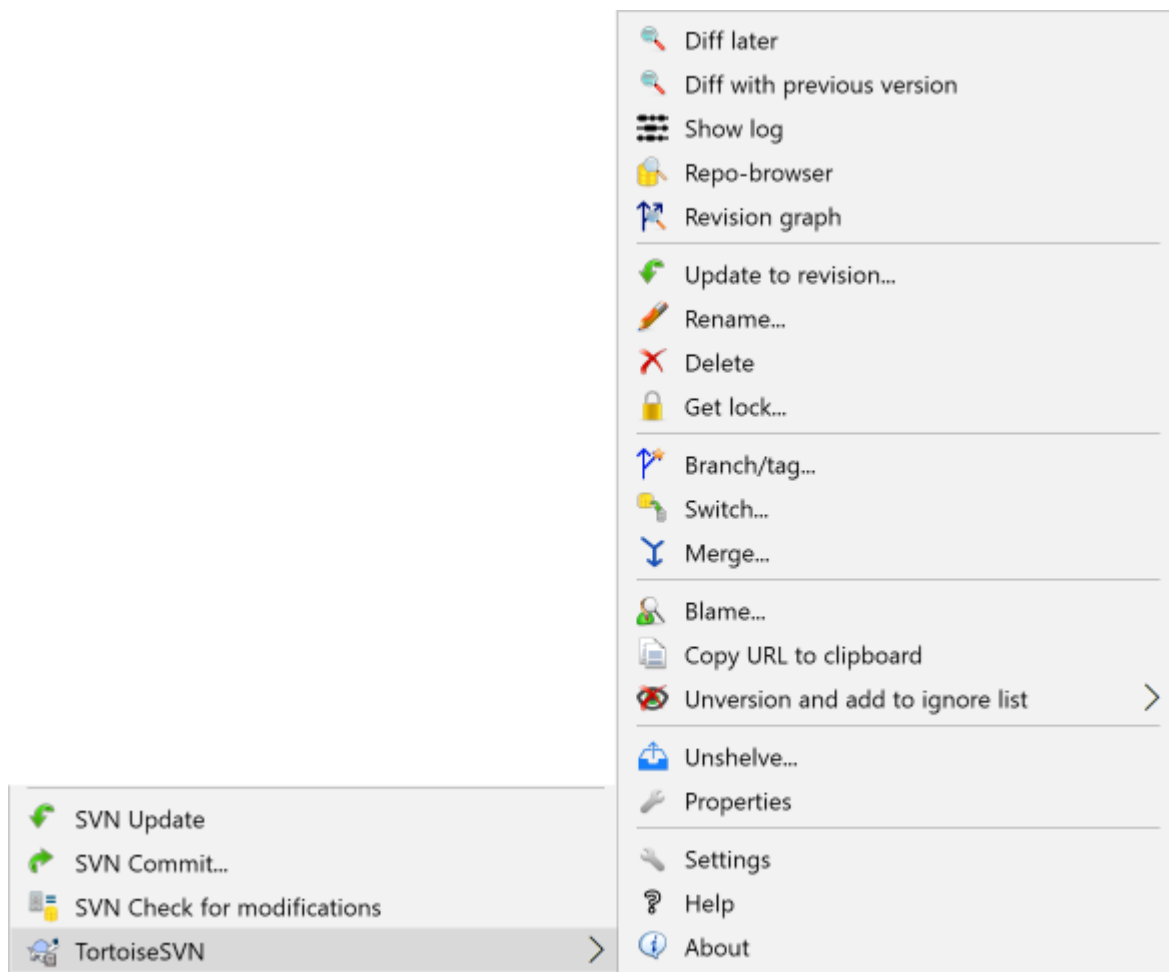 Diff later
Diff with previous version
Show log
Repo-browser
Revision graph
Update to revision...
Rename...
Delete
Get lock...
Branch/tag...
Switch...
Merge...
Blame...
Copy URL to clipboard
Unversion and add to ignore list
Unshelve...
Properties
Settings
Help
About
SVN Update
SVN Commit...
SVN Check for modifications
TortoiseSVN